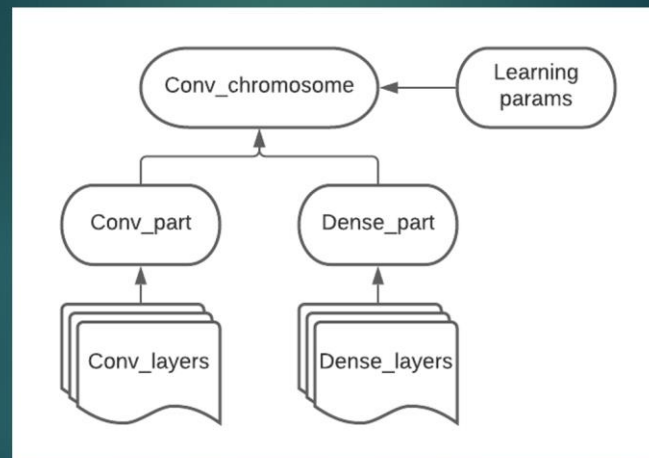 Conv_chromosome
Learning
params
Conv_part
Dense_part
Conv_layers
Dense_layers